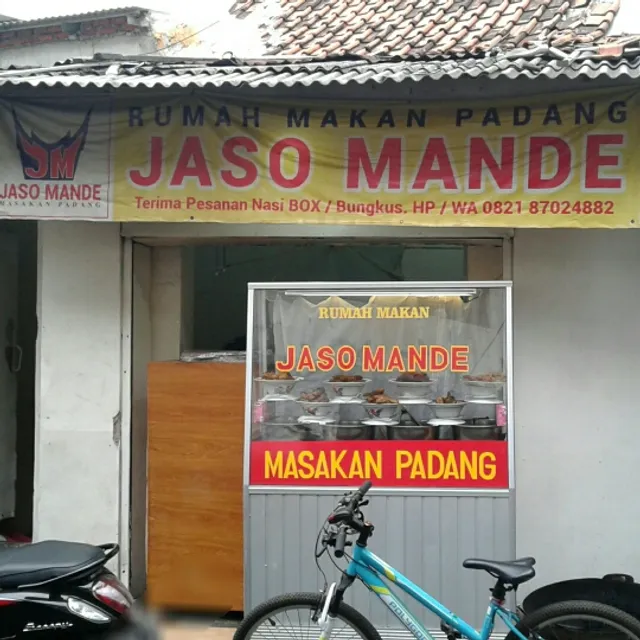 RUMAH MAKAN PADANG
JASO MANDE
Terima Pesanan Nasi BOX / Bungkus. HP / WA 0821 87024882
JM
JASO MANDE
MASAKAN PADANG
RUMAH MAKAN
JASO MANDE
MASAKAN PADANG
POLYGON